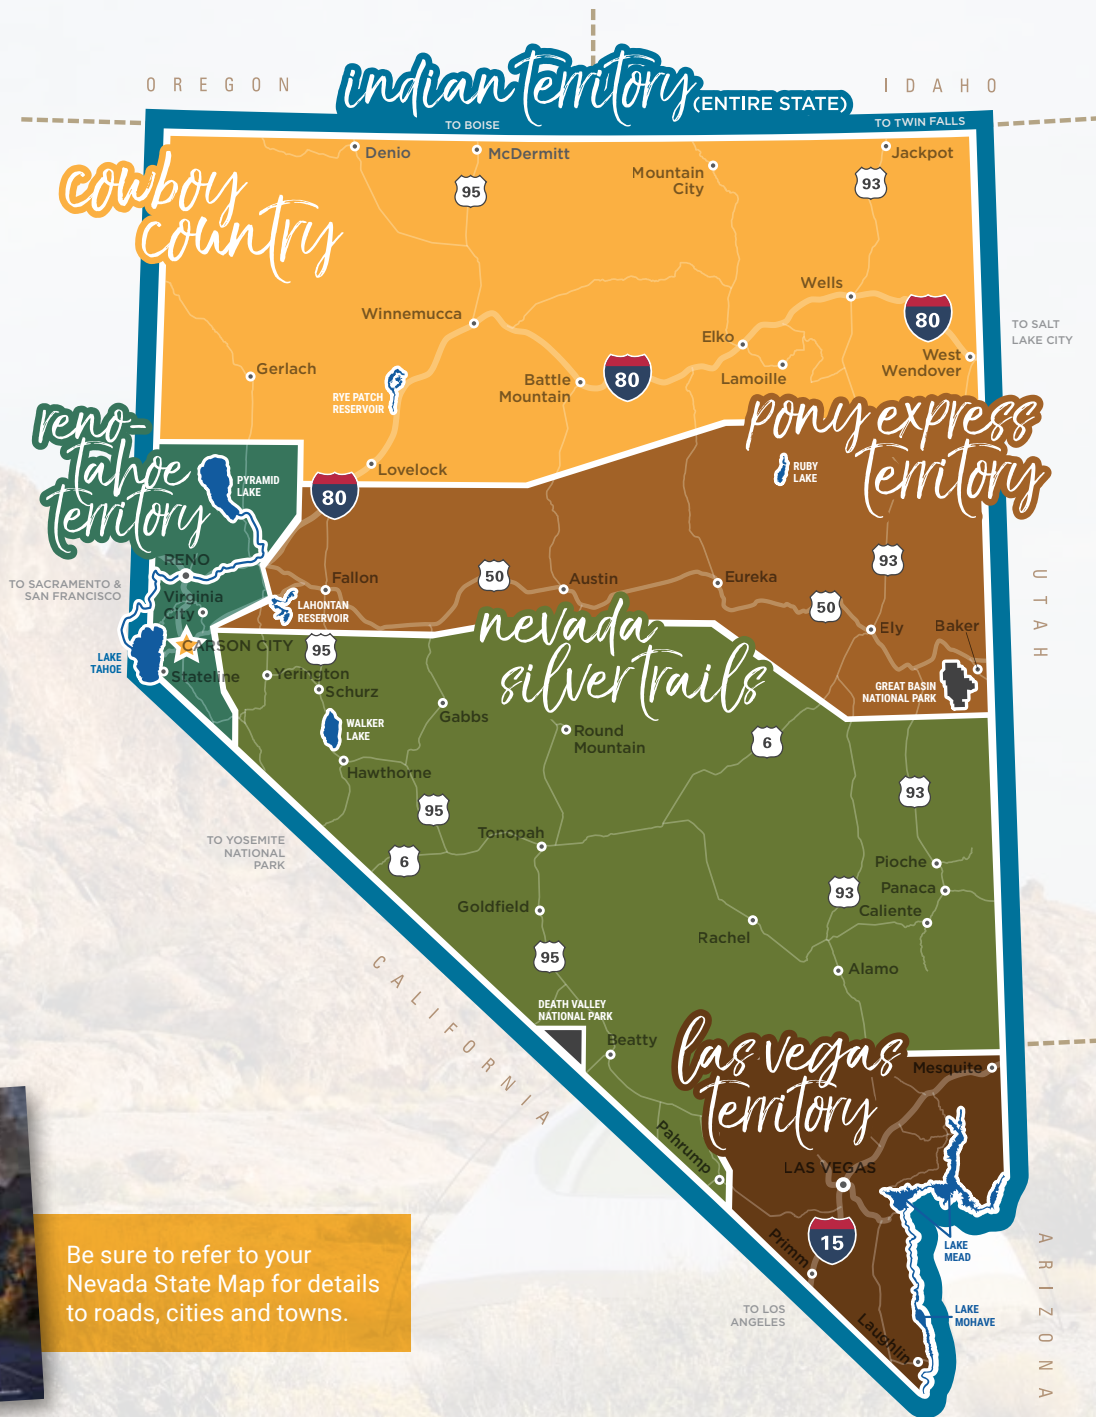 OREGON
indian territory (ENTIRE STATE)
IDAHO
TO BOISE
TO TWIN FALLS
cowboy
country
Denio
McDermitt
95
Mountain
City
93
Jackpot
Winnemucca
Wells
80
TO SALT
LAKE CITY
Elko
West
Wendover
Gerlach
RYE PATCH
RESERVOIR
Battle
Mountain
80
Lamoille
reno-
tahoe
territory
pony express
territory
Lovelock
PYRAMID
LAKE
80
RUBY
LAKE
RENO
TO SACRAMENTO &
SAN FRANCISCO
Virginia
City
Fallon
LAHONTAN
RESERVOIR
50
Austin
Eureka
93
50
Ely
Baker
UTAH
LAKE
TAHOE
CARSON CITY
Stateline
95
Yerington
Schurz
nevada
silver trails
GREAT BASIN
NATIONAL PARK
WALKER
LAKE
Gabbs
Round
Mountain
6
Hawthorne
95
93
TO YOSEMITE
NATIONAL
PARK
6
Tonopah
Pioche
Panaca
93
Caliente
Goldfield
Rachel
95
Alamo
CALIFORNIA
DEATH VALLEY
NATIONAL PARK
Beatty
las vegas
territory
Mesquite
Pahrump
LAS VEGAS
15
Primm
LAKE
MEAD
ARIZONA
TO LOS
ANGELES
LAKE
MOHAVE
Laughlin
Be sure to refer to your
Nevada State Map for details
to roads, cities and towns.